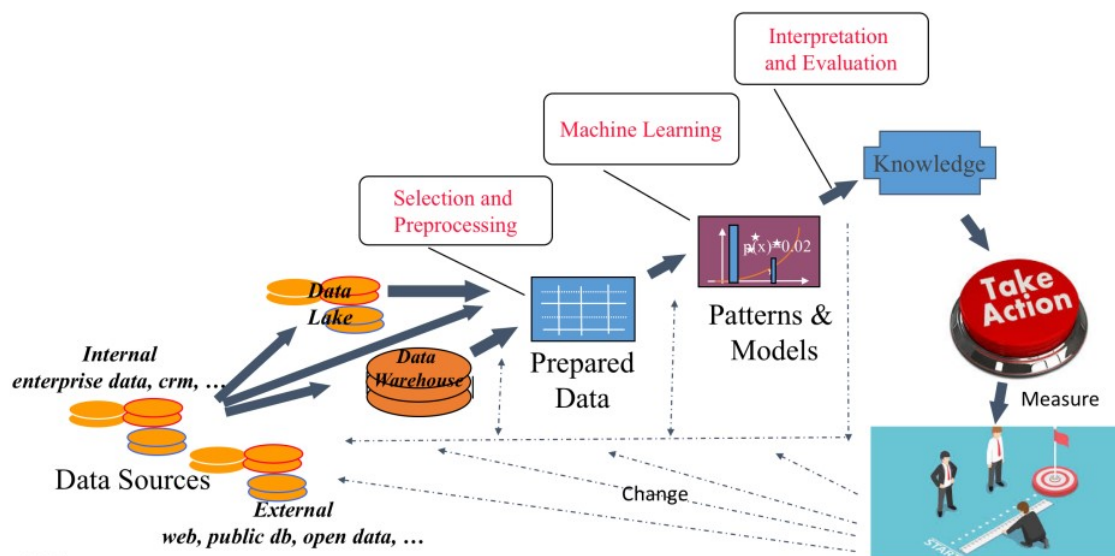 Interpretation
and Evaluation
Machine Learning
Knowledge
Selection and
Preprocessing
p(x)=0.02
Data
Lake
Take
Action
Patterns &
Models
Internal
enterprise data, crm, …
Data
Warehouse
Prepared
Data
Measure
Data Sources
Change
External
web, public db, open data, …
START